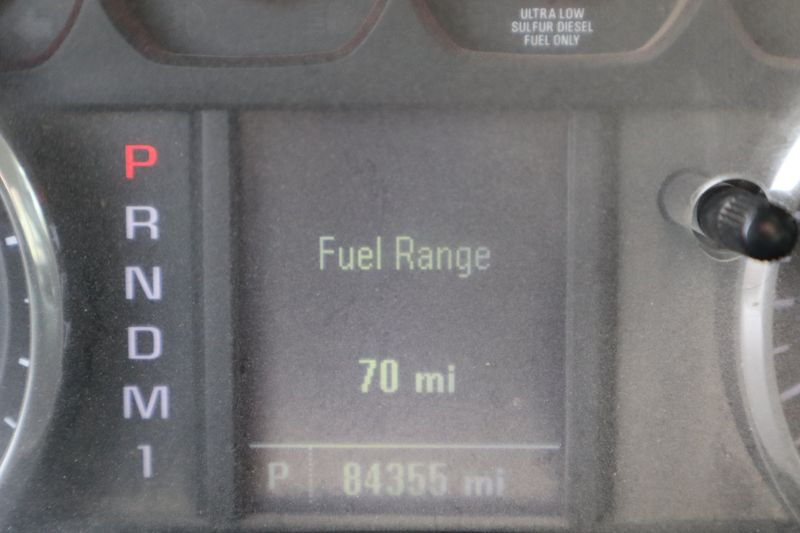 ULTRA LOW
SULFUR DIESEL
FUEL ONLY
P
R
N
D
M
1
Fuel Range
70 mi
P 84355 mi